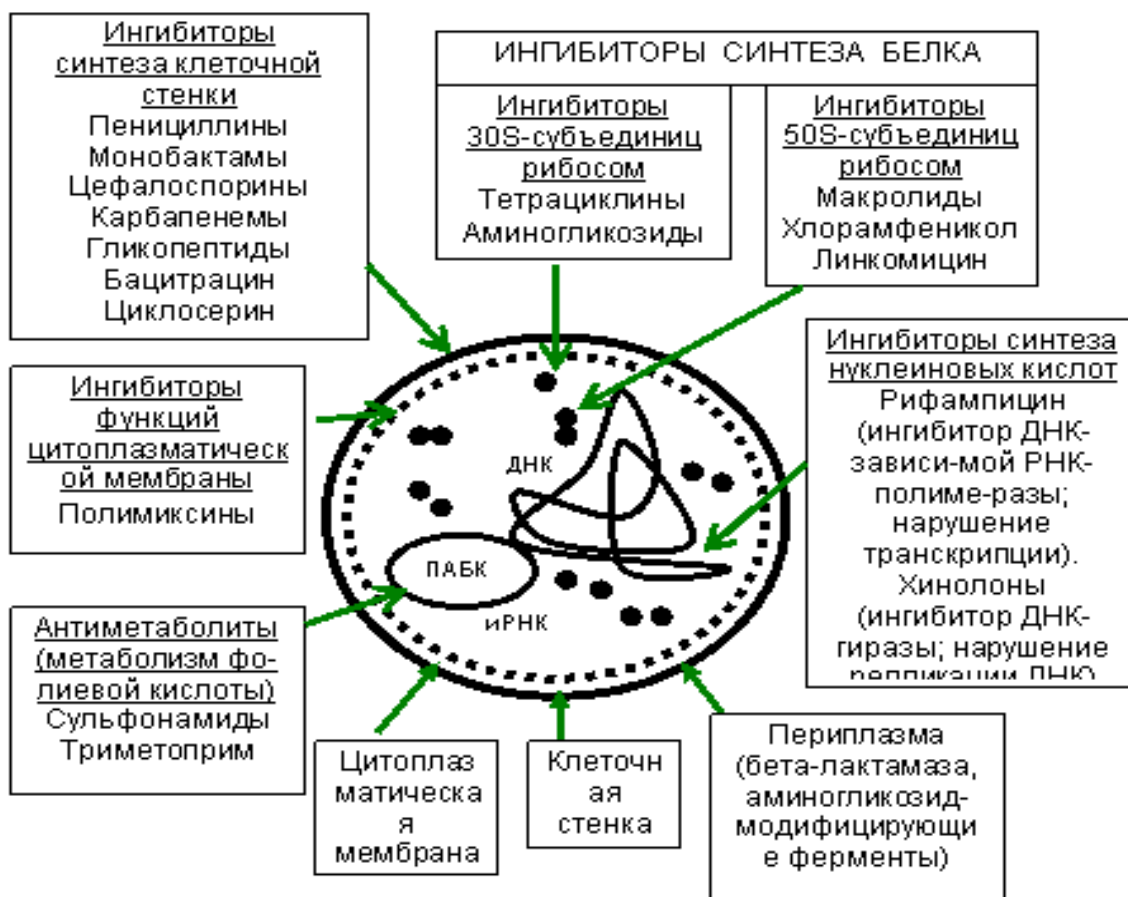 Ингибиторы
синтеза клеточной
стенки
Пенициллины
Монобактамы
Цефалоспорины
Карбапенемы
Гликопептиды
Бацитрацин
Циклосерин
ИНГИБИТОРЫ СИНТЕЗА БЕЛКА
Ингибиторы
30S-субъединиц
рибосом
Тетрациклины
Аминогликозиды
Ингибиторы
50S-субъединиц
рибосом
Макролиды
Хлорамфеникол
Линкомицин
Ингибиторы
функций
цитоплазматическ
ой мембраны
Полимиксины
Ингибиторы синтеза
нуклеиновых кислот
Рифампицин
(ингибитор ДНК-
зависи-мой РНК-
полиме-разы;
нарушение
транскрипции).
Хинолоны
(ингибитор ДНК-
гиразы; нарушение
репликации ДНК)
ДНК
ПАБК
иРНК
Антиметаболиты
(метаболизм фо-
лиевой кислоты)
Сульфонамиды
Триметоприм
Цитоплаз
матическа
я
мембрана
Клеточн
ая
стенка
Периплазма
(бета-лактамаза,
аминогликозид-
модифицирующи
е ферменты)